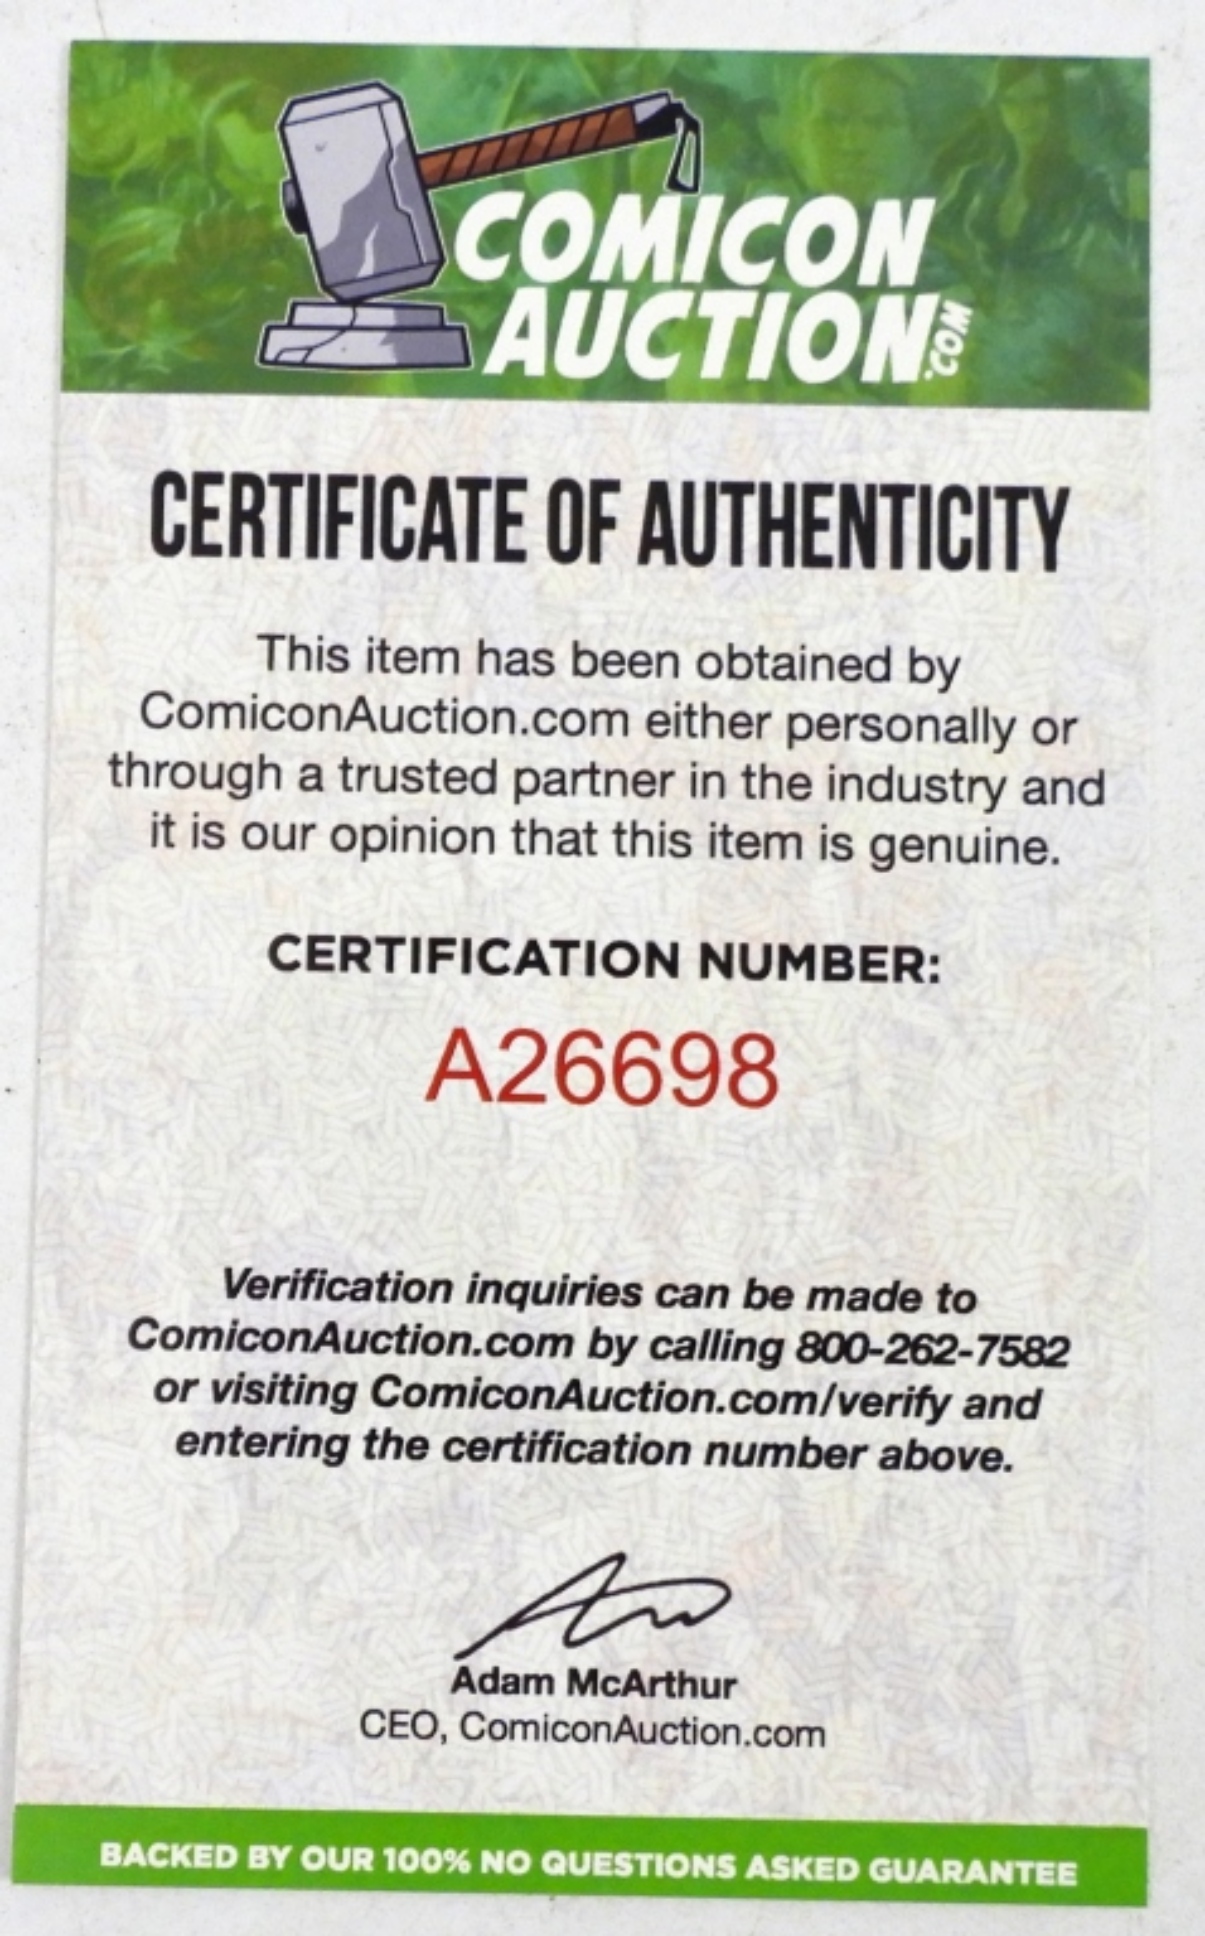 COMICON
AUCTION.COM
CERTIFICATE OF AUTHENTICITY
This item has been obtained by
ComiconAuction.com either personally or
through a trusted partner in the industry and
it is our opinion that this item is genuine.
CERTIFICATION NUMBER:
A26698
Verification inquiries can be made to
ComiconAuction.com by calling 800-262-7582
or visiting ComiconAuction.com/verify and
entering the certification number above.
Adam McArthur
CEO, ComiconAuction.com
BACKED BY OUR 100% NO QUESTIONS ASKED GUARANTEE